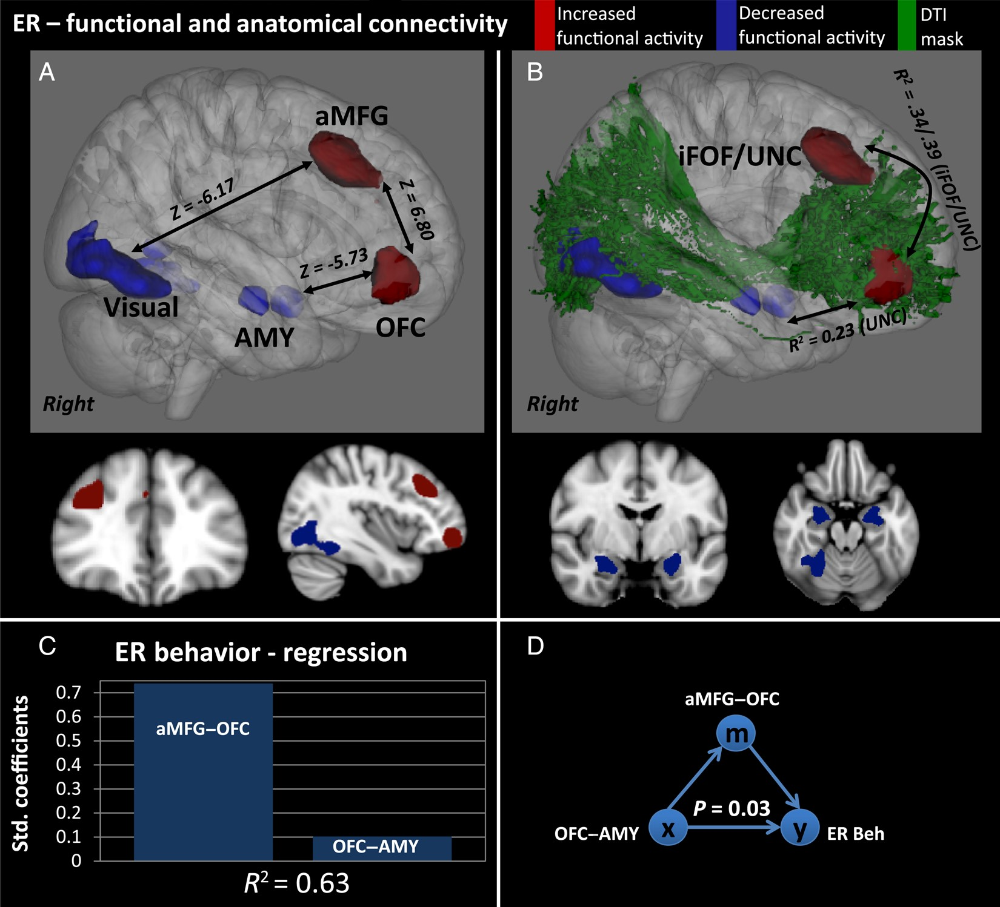 ER – functional and anatomical connectivity
Increased
functional activity
Decreased
functional activity
DTI
mask
A
aMFG
Z = -6.17
Z = 6.80
Z = -5.73
Visual
AMY
OFC
Right
B
iFOF/UNC
R² = .34/.39 (iFOF/UNC)
R² = 0.23 (UNC)
Right
C
ER behavior - regression
Std. coefficients
0.7
0.6
0.5
0.4
0.3
0.2
0.1
0
aMFG–OFC
OFC–AMY
R² = 0.63
D
aMFG–OFC
m
P = 0.03
OFC–AMY
x
y
ER Beh